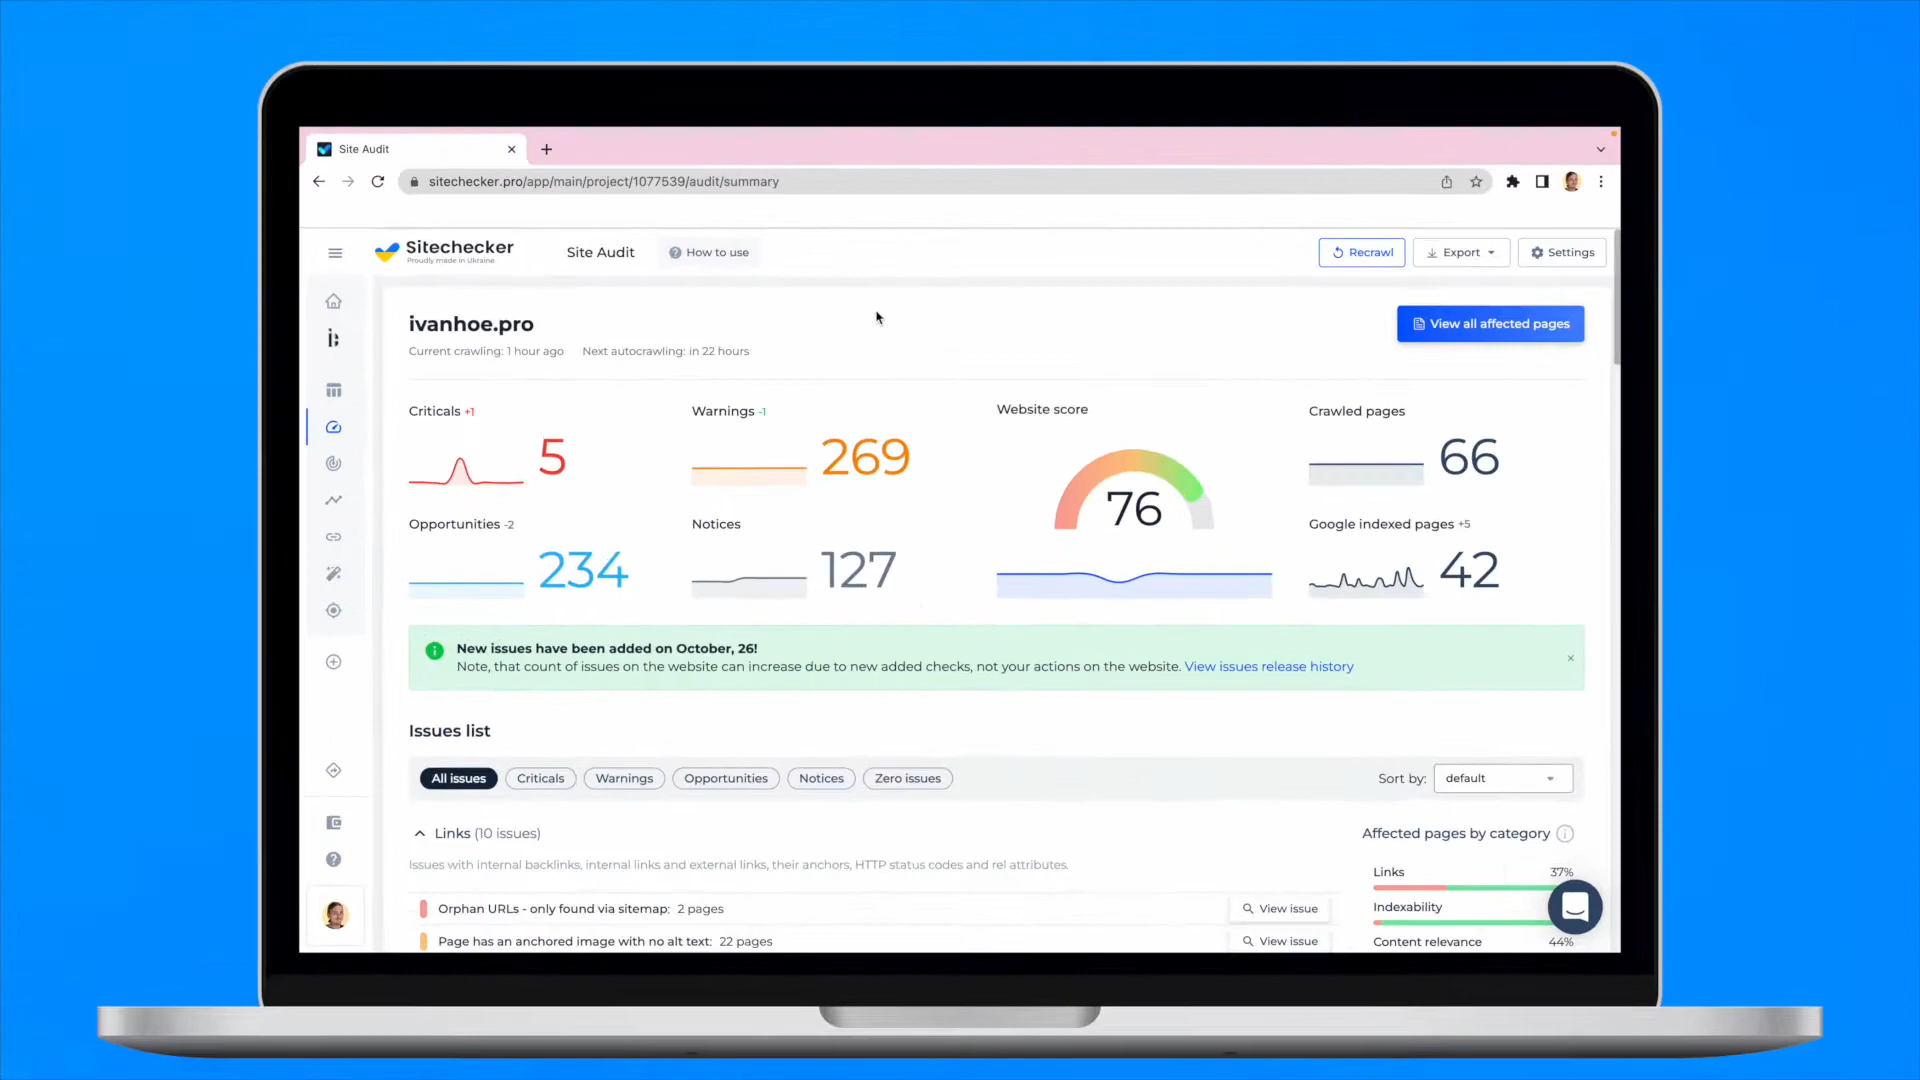 Site Audit
sitechecker.pro/app/main/project/1077539/audit/summary
Sitechecker
Proudly made in Ukraine
Site Audit
How to use
Recrawl
Export
Settings
ivanhoe.pro
View all affected pages
Current crawling: 1 hour ago Next autocrawling: in 22 hours
Criticals +1
5
Warnings -1
269
Website score
76
Crawled pages
66
Opportunities -2
234
Notices
127
Google indexed pages +5
42
New issues have been added on October, 26!
Note, that count of issues on the website can increase due to new added checks, not your actions on the website. View issues release history
Issues list
All issues Criticals Warnings Opportunities Notices Zero issues
Sort by: default
Links (10 issues)
Issues with internal backlinks, internal links and external links, their anchors, HTTP status codes and rel attributes.
Orphan URLs - only found via sitemap: 2 pages
View issue
Page has an anchored image with no alt text: 22 pages
View issue
Affected pages by category
Links 37%
Indexability
Content relevance 44%